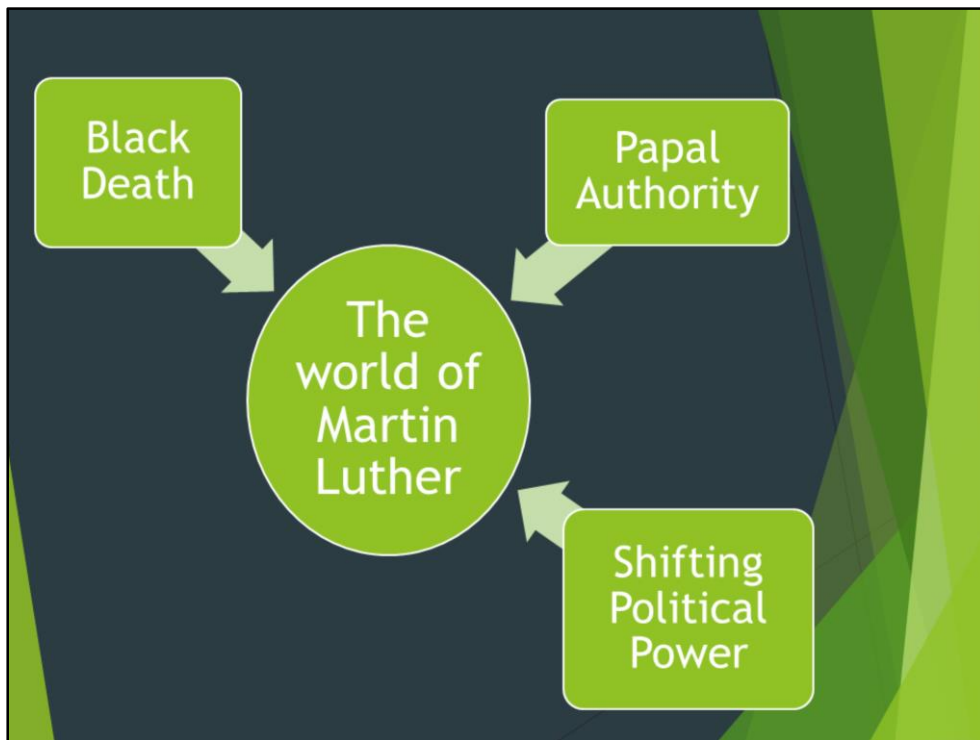 Black
Death
Papal
Authority
The
world of
Martin
Luther
Shifting
Political
Power